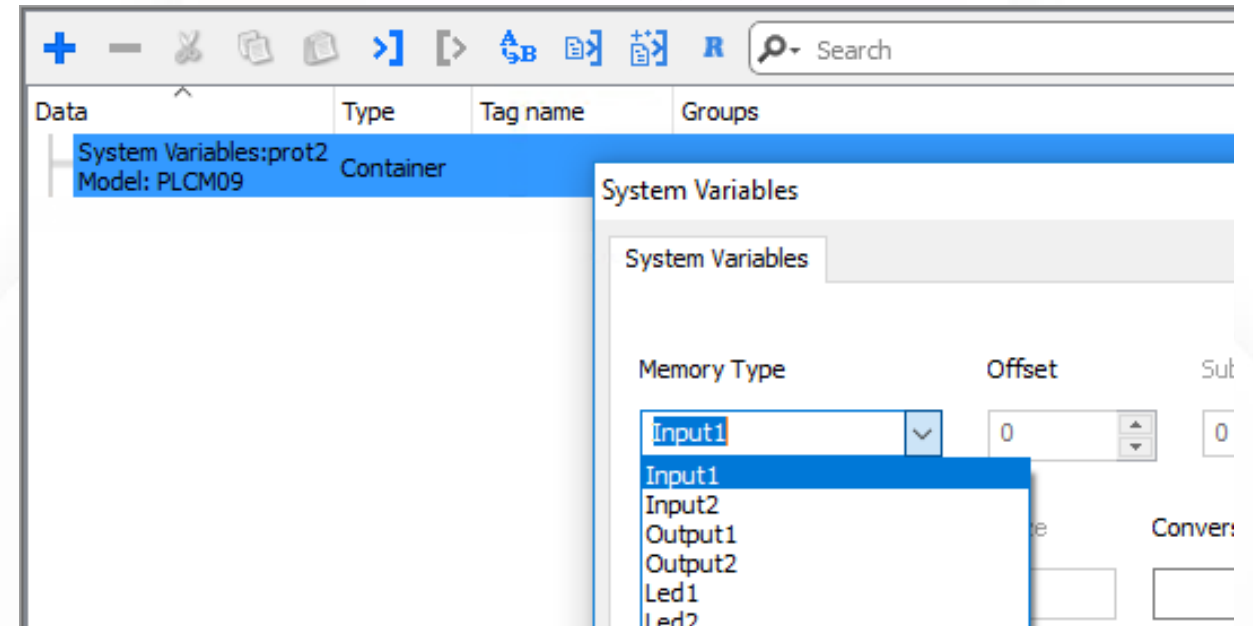 Search
Data Type Tag name Groups
System Variables:prot2
Model: PLCM09
Container
System Variables
System Variables
Memory Type Offset
Input1 0 0
Input1
Input2
Output1
Output2
Led1
Led2